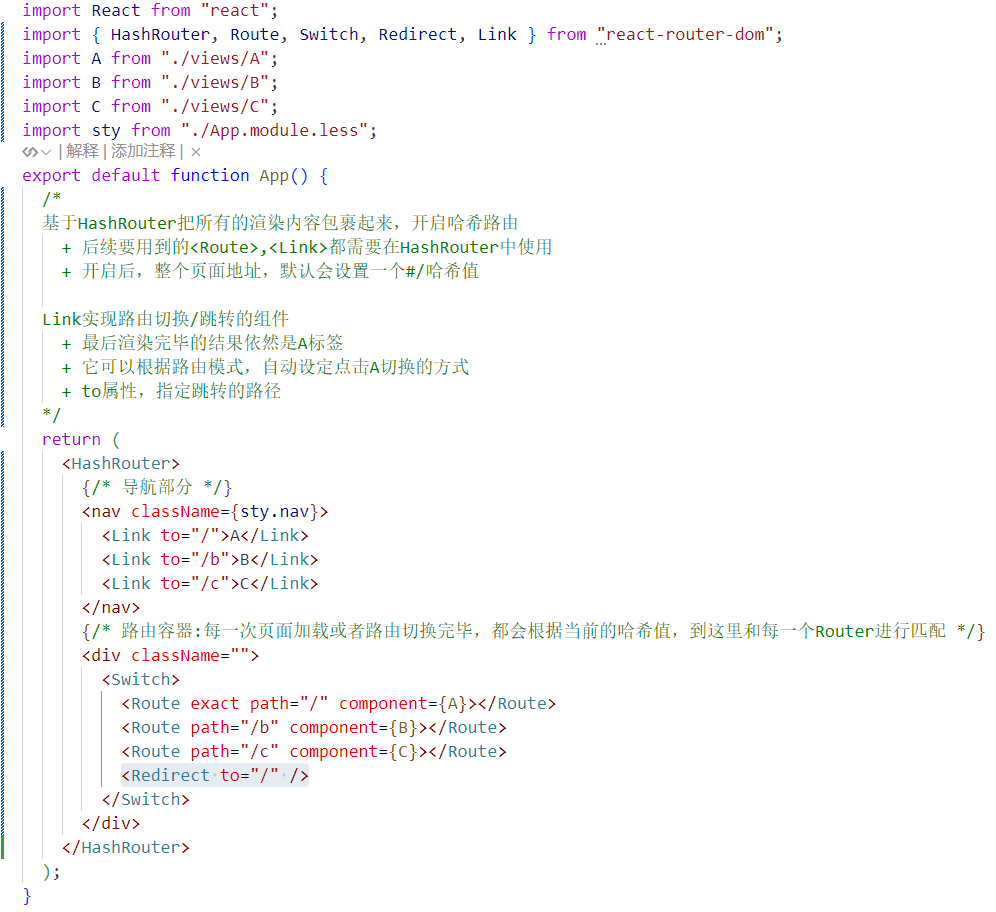 import React from "react";
import { HashRouter, Route, Switch, Redirect, Link } from "react-router-dom";
import A from "./views/A";
import B from "./views/B";
import C from "./views/C";
import sty from "./App.module.less";
| 解释 | 添加注释 | ×
export default function App() {
/*
基于HashRouter把所有的渲染内容包裹起来，开启哈希路由
+ 后续要用到的<Route>,<Link>都需要在HashRouter中使用
+ 开启后，整个页面地址，默认会设置一个#/哈希值
Link实现路由切换/跳转的组件
+ 最后渲染完毕的结果依然是A标签
+ 它可以根据路由模式，自动设定点击A切换的方式
+ to属性，指定跳转的路径
*/
return (
<HashRouter>
{/* 导航部分 */}
<nav className={sty.nav}>
<Link to="/">A</Link>
<Link to="/b">B</Link>
<Link to="/c">C</Link>
</nav>
{/* 路由容器:每一次页面加载或者路由切换完毕，都会根据当前的哈希值，到这里和每一个Router进行匹配 */}
<div className="">
<Switch>
<Route exact path="/" component={A}></Route>
<Route path="/b" component={B}></Route>
<Route path="/c" component={C}></Route>
<Redirect to="/" />
</Switch>
</div>
</HashRouter>
);
}